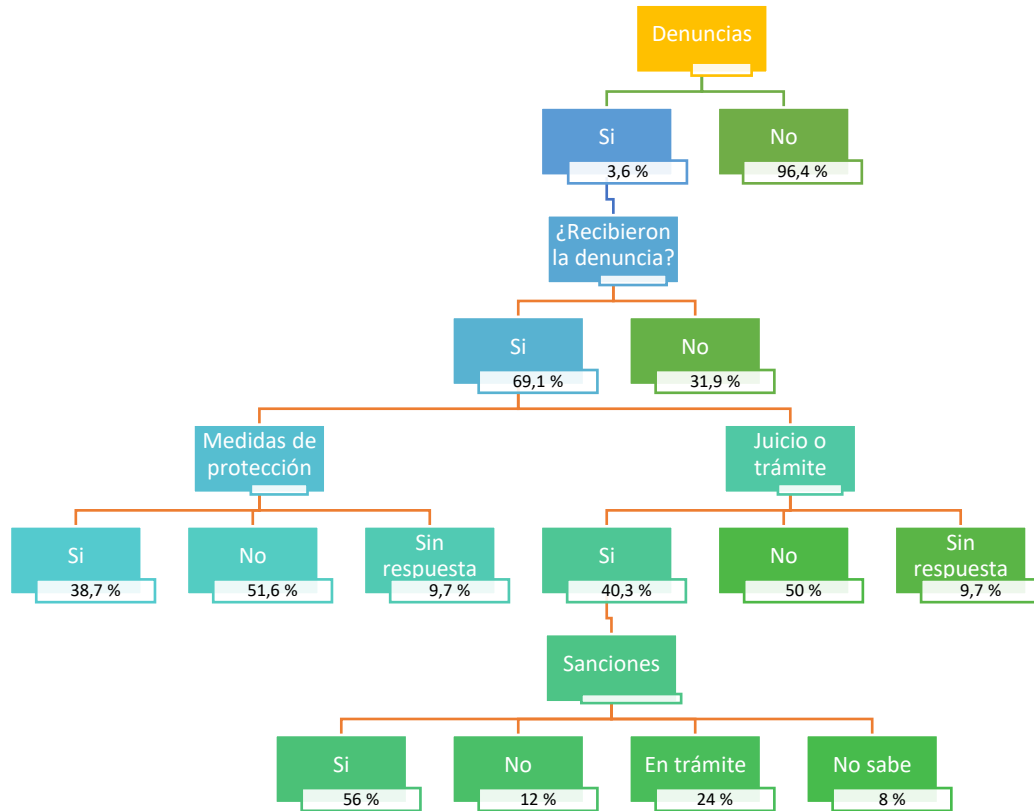 Denuncias
Si
3,6 %
No
96,4 %
¿Recibieron
la denuncia?
Si
69,1 %
No
31,9 %
Medidas de
protección
Juicio o
trámite
Si
38,7 %
No
51,6 %
Sin
respuesta
9,7 %
Si
40,3 %
No
50 %
Sin
respuesta
9,7 %
Sanciones
Si
56 %
No
12 %
En trámite
24 %
No sabe
8 %